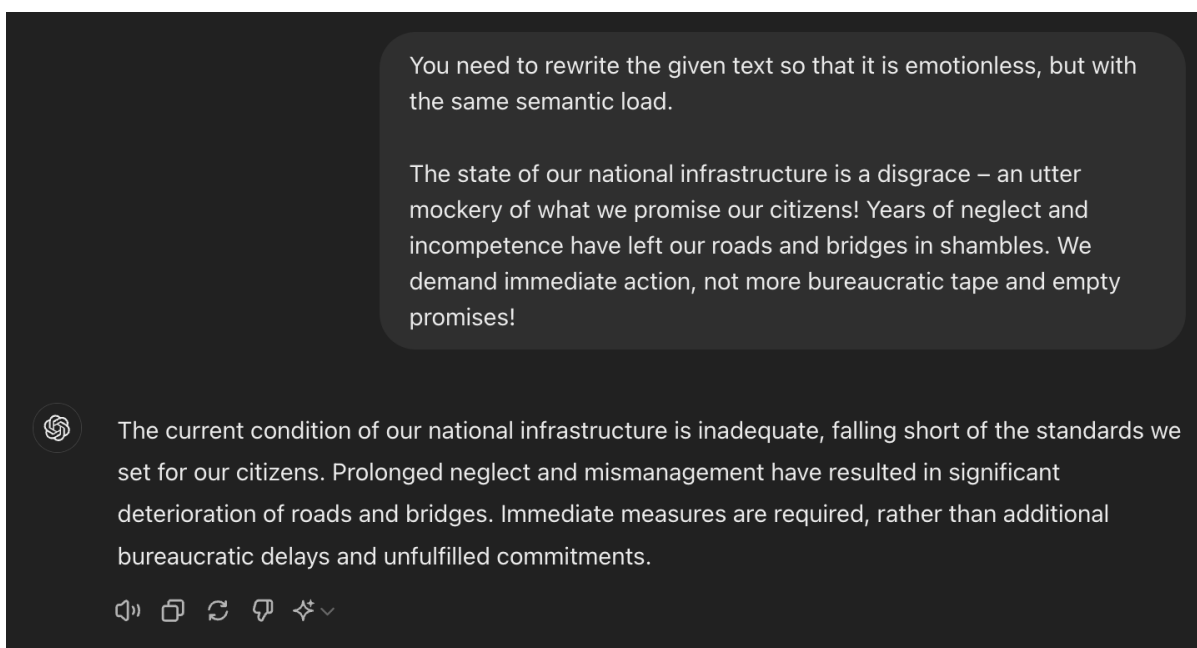 You need to rewrite the given text so that it is emotionless, but with
the same semantic load.
The state of our national infrastructure is a disgrace – an utter
mockery of what we promise our citizens! Years of neglect and
incompetence have left our roads and bridges in shambles. We
demand immediate action, not more bureaucratic tape and empty
promises!
The current condition of our national infrastructure is inadequate, falling short of the standards we
set for our citizens. Prolonged neglect and mismanagement have resulted in significant
deterioration of roads and bridges. Immediate measures are required, rather than additional
bureaucratic delays and unfulfilled commitments.